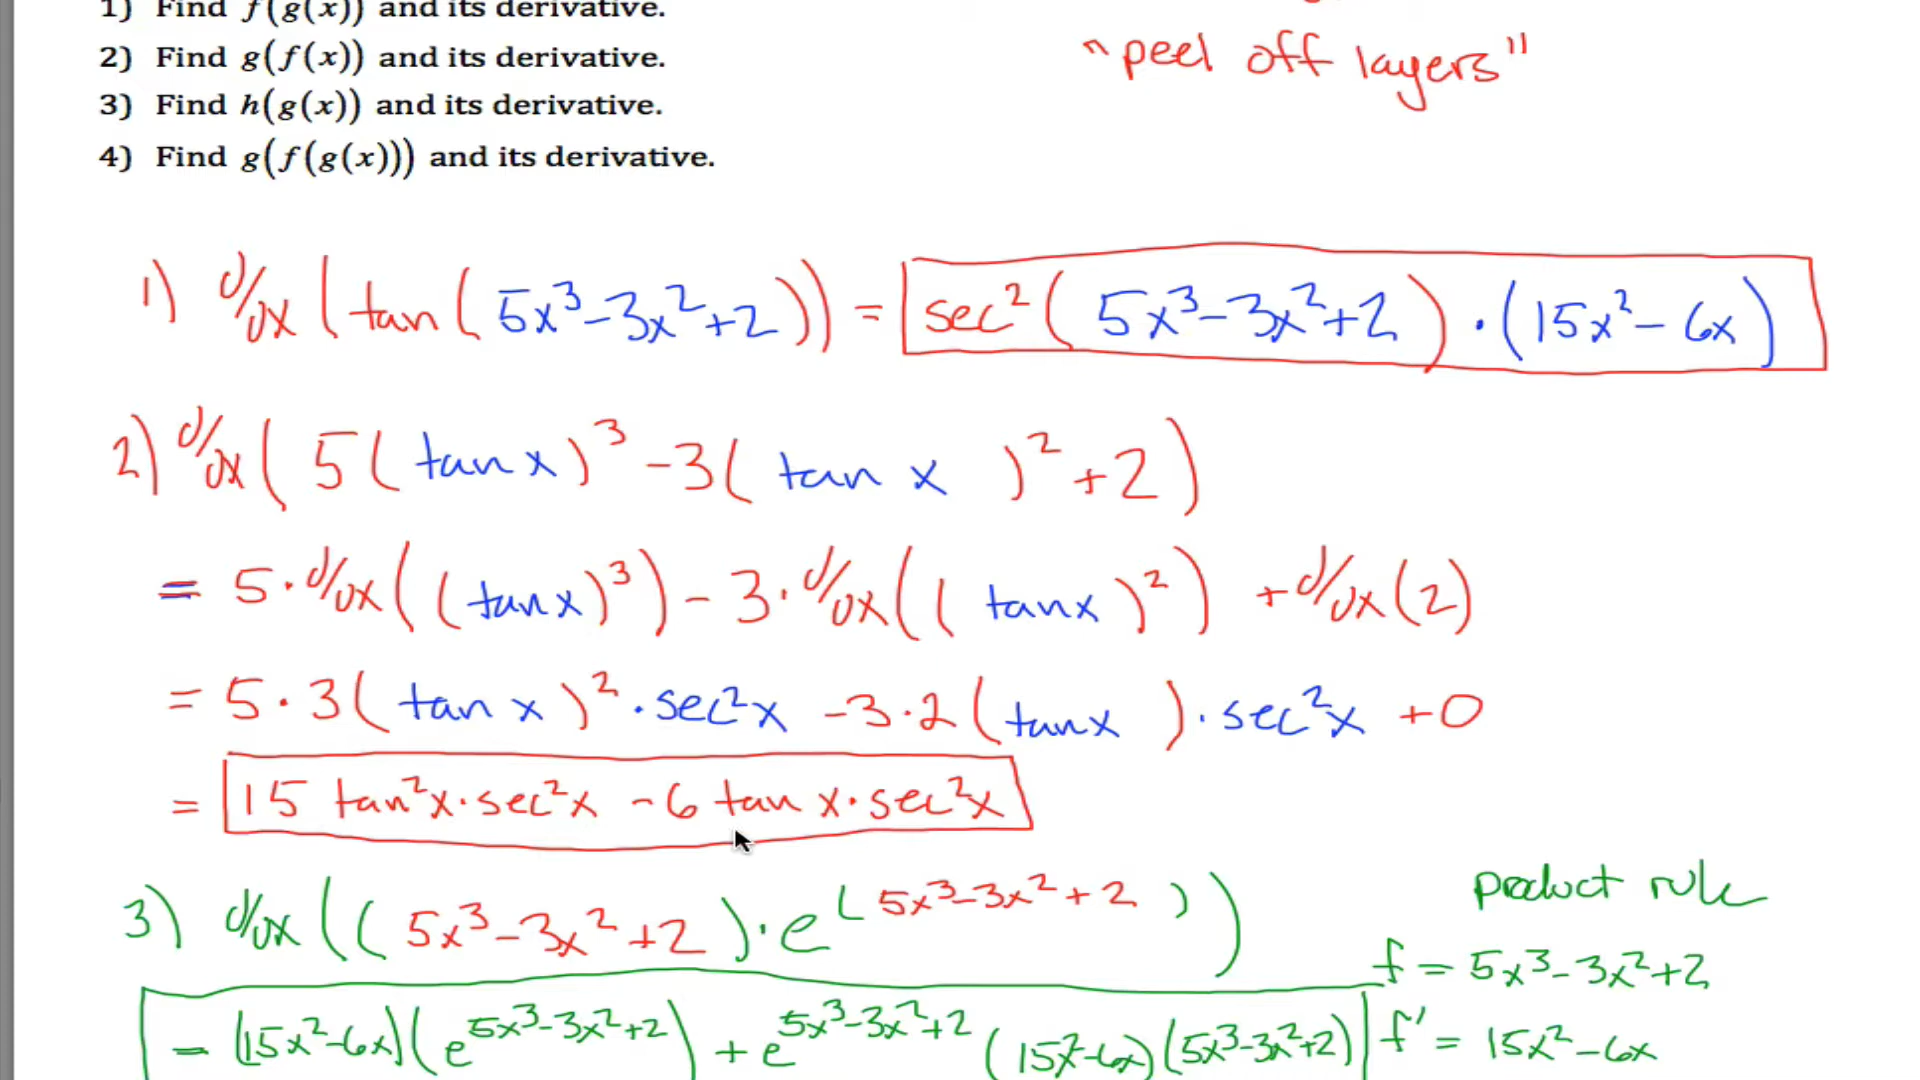 1) Find f(g(x)) and its derivative.
"peel off layers"
2) Find g(f(x)) and its derivative.
3) Find h(g(x)) and its derivative.
4) Find g(f(g(x))) and its derivative.
1) d/dx (tan(5x³-3x²+2)) = sec²(5x³-3x²+2)·(15x²-6x)
2) d/dx (5(tan x)³-3(tan x)²+2)
= 5·d/dx((tanx)³) - 3·d/dx((tanx)²) + d/dx(2)
= 5·3(tan x)²·sec²x -3·2(tanx)·sec²x +0
= 15 tan²x·sec²x -6 tan x·sec²x
3) d/dx ((5x³-3x²+2)·e^(5x³-3x²+2))
product rule
f = 5x³-3x²+2
= (15x²-6x)(e^5x³-3x²+2) + e^5x³-3x²+2 (15x²-6x)(5x³-3x²+2)
f' = 15x²-6x